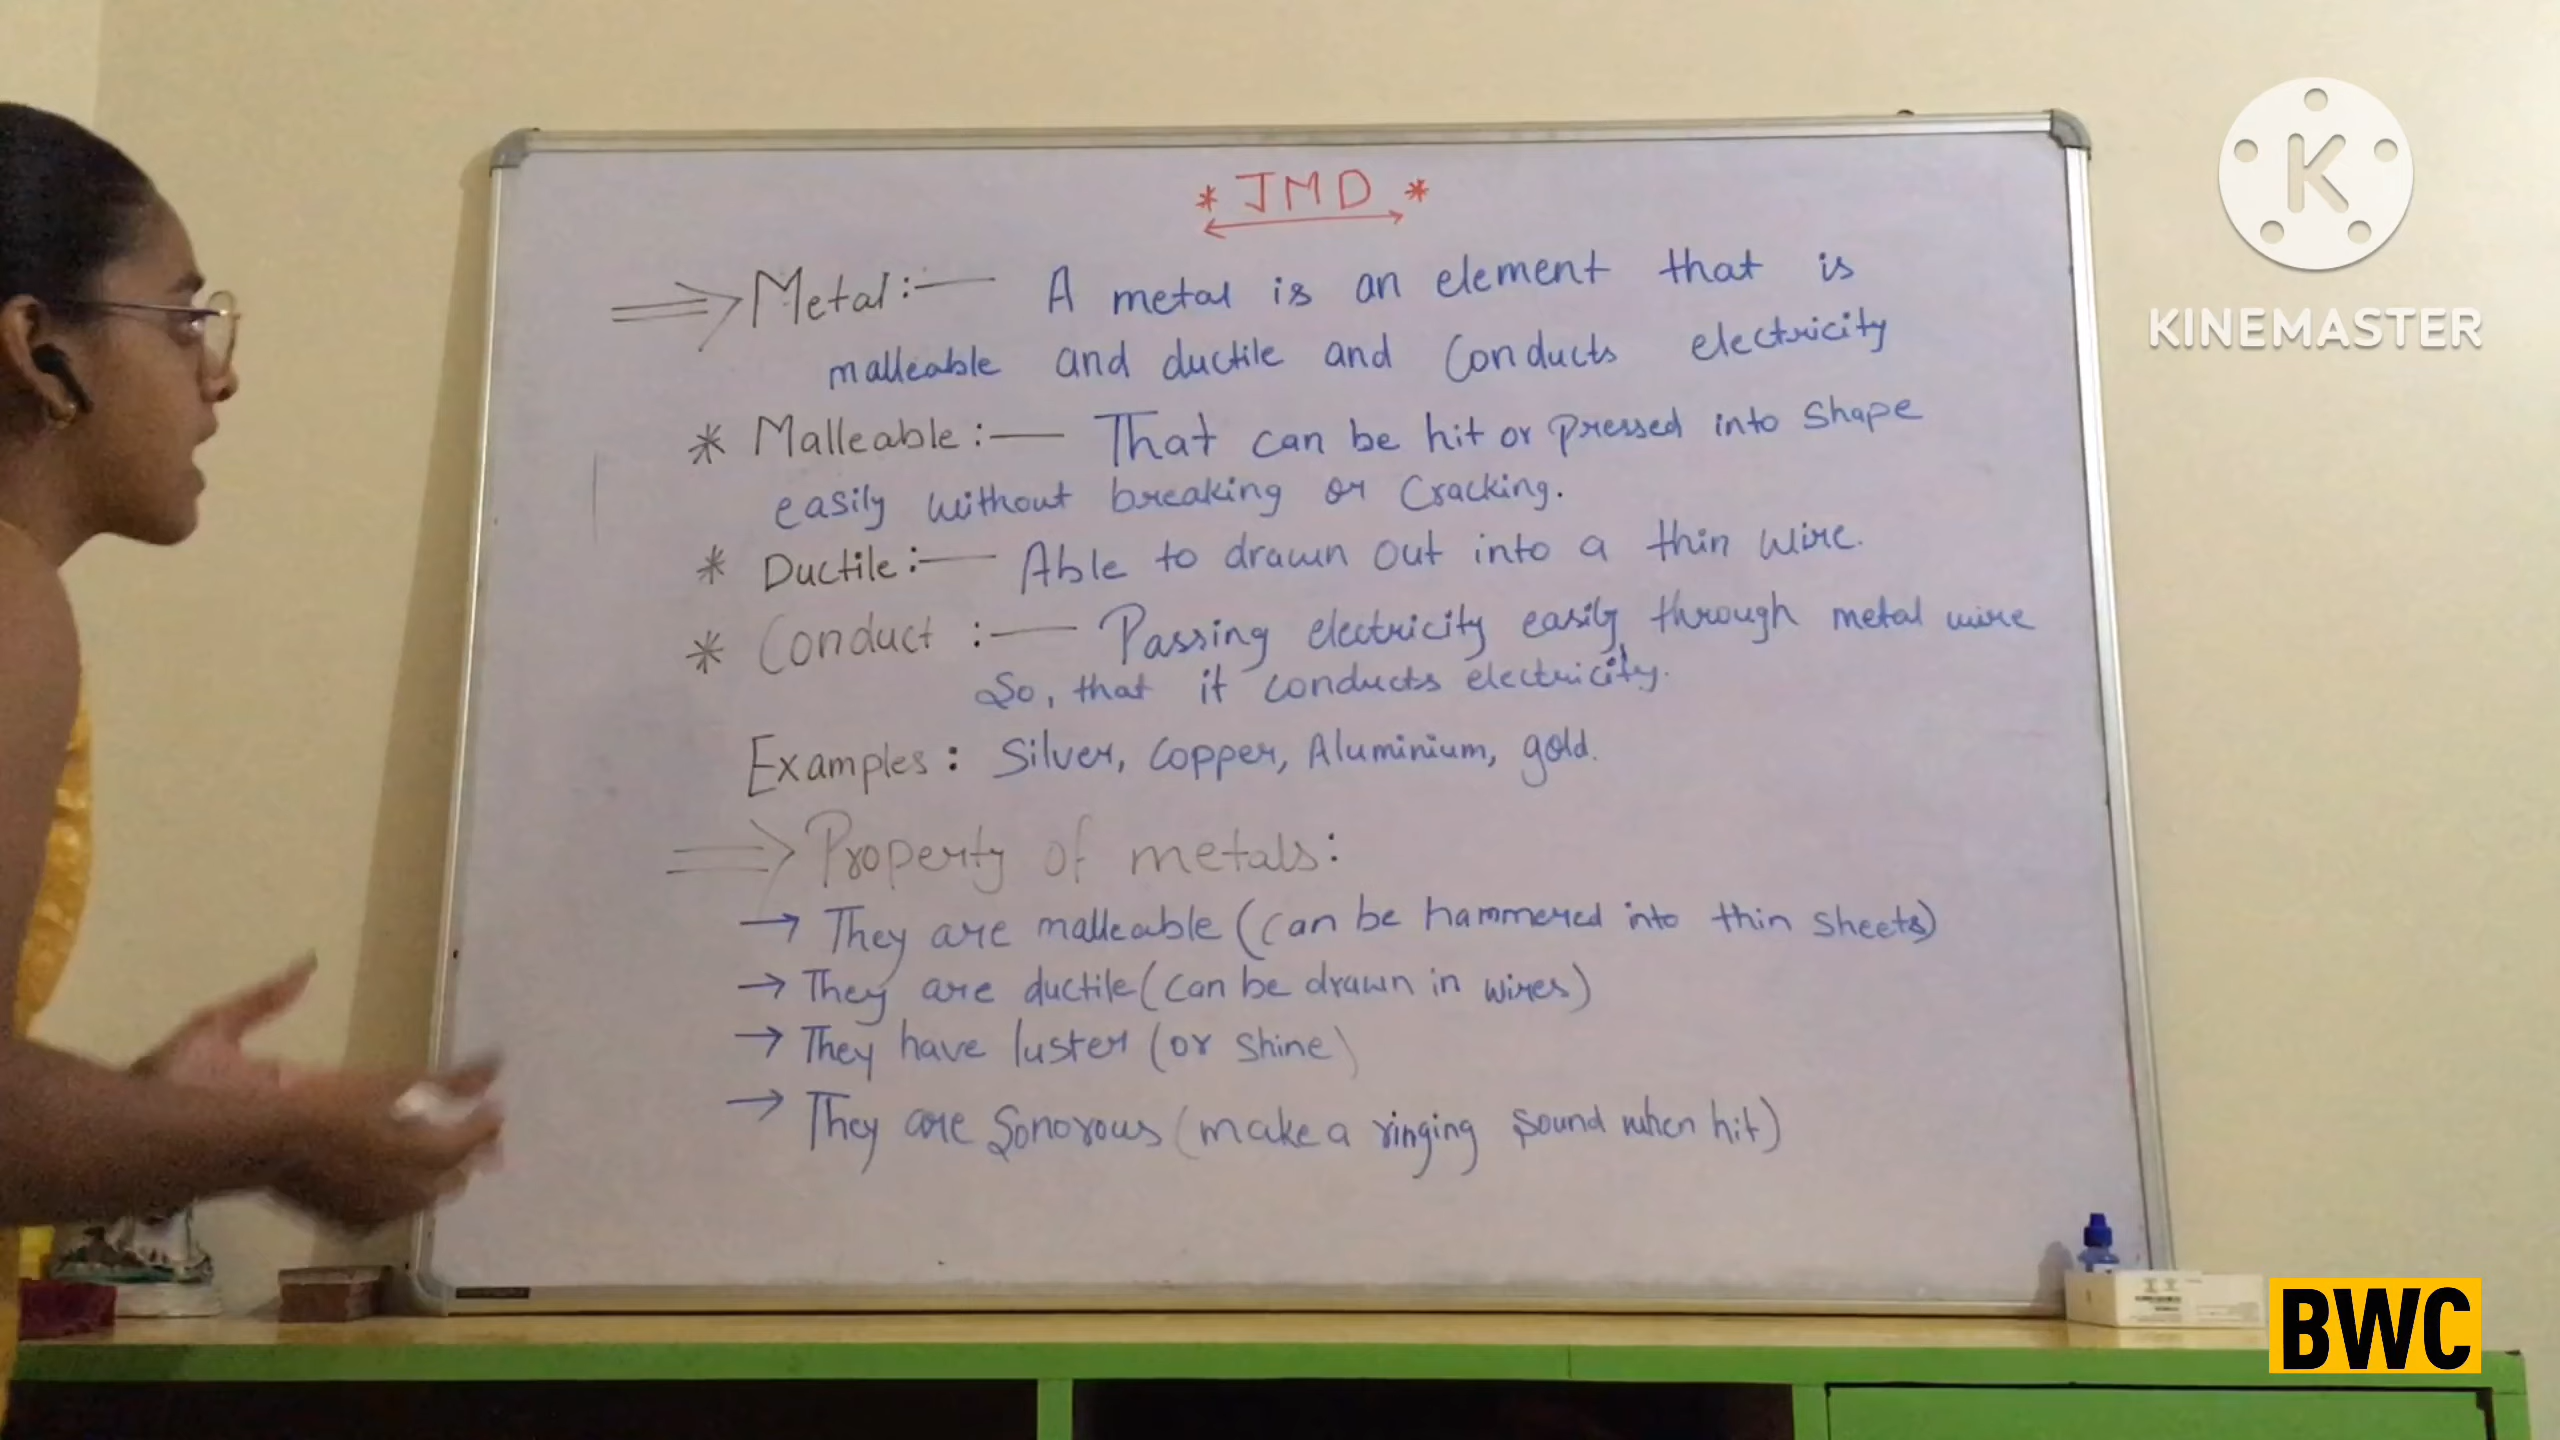 * JMD *
⇒ Metal :— A metal is an element that is
malleable and ductile and Conducts electricity
* Malleable :— That can be hit or Pressed into Shape
easily without breaking or Cracking.
* Ductile :— Able to drawn out into a thin wire.
* Conduct :— Passing electricity easily through metal wire
So, that it conducts electricity.
Examples : Silver, Copper, Aluminium, gold.
⇒ Property of metals:
→ They are malleable (can be hammered into thin sheets)
→ They are ductile (can be drawn in wires)
→ They have luster (or shine)
→ They are Sonorous (make a ringing sound when hit)
K
KINEMASTER
BWC